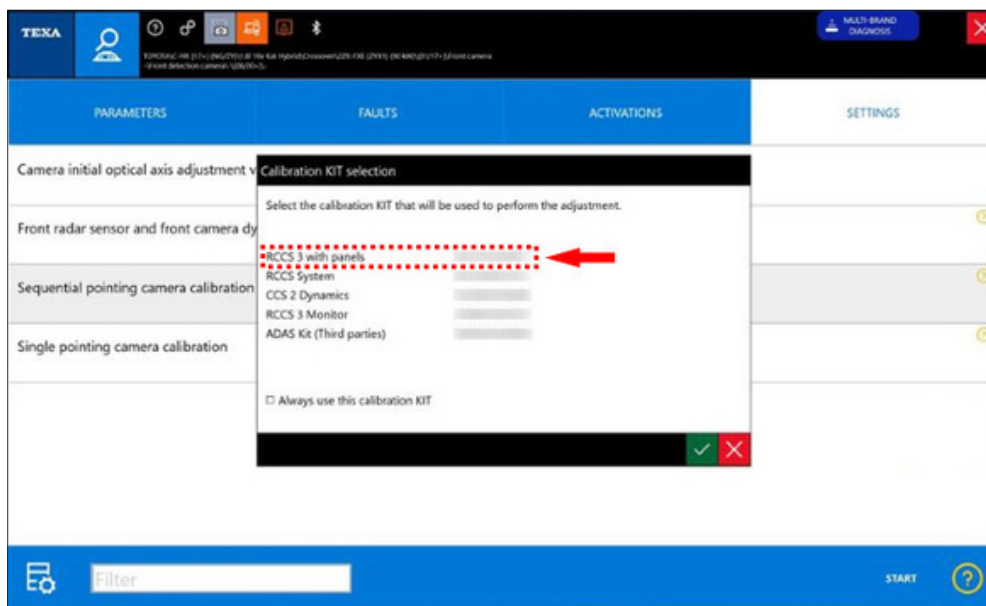 TEXA
MULTI-BRAND
DIAGNOSIS
PARAMETERS
FAULTS
ACTIVATIONS
SETTINGS
Camera initial optical axis adjustment v
Calibration KIT selection
Select the calibration KIT that will be used to perform the adjustment.
Front radar sensor and front camera dy
RCCS 3 with panels
RCCS System
Sequential pointing camera calibration
CCS 2 Dynamics
RCCS 3 Monitor
ADAS Kit (Third parties)
Single pointing camera calibration
Always use this calibration KIT
Filter
START